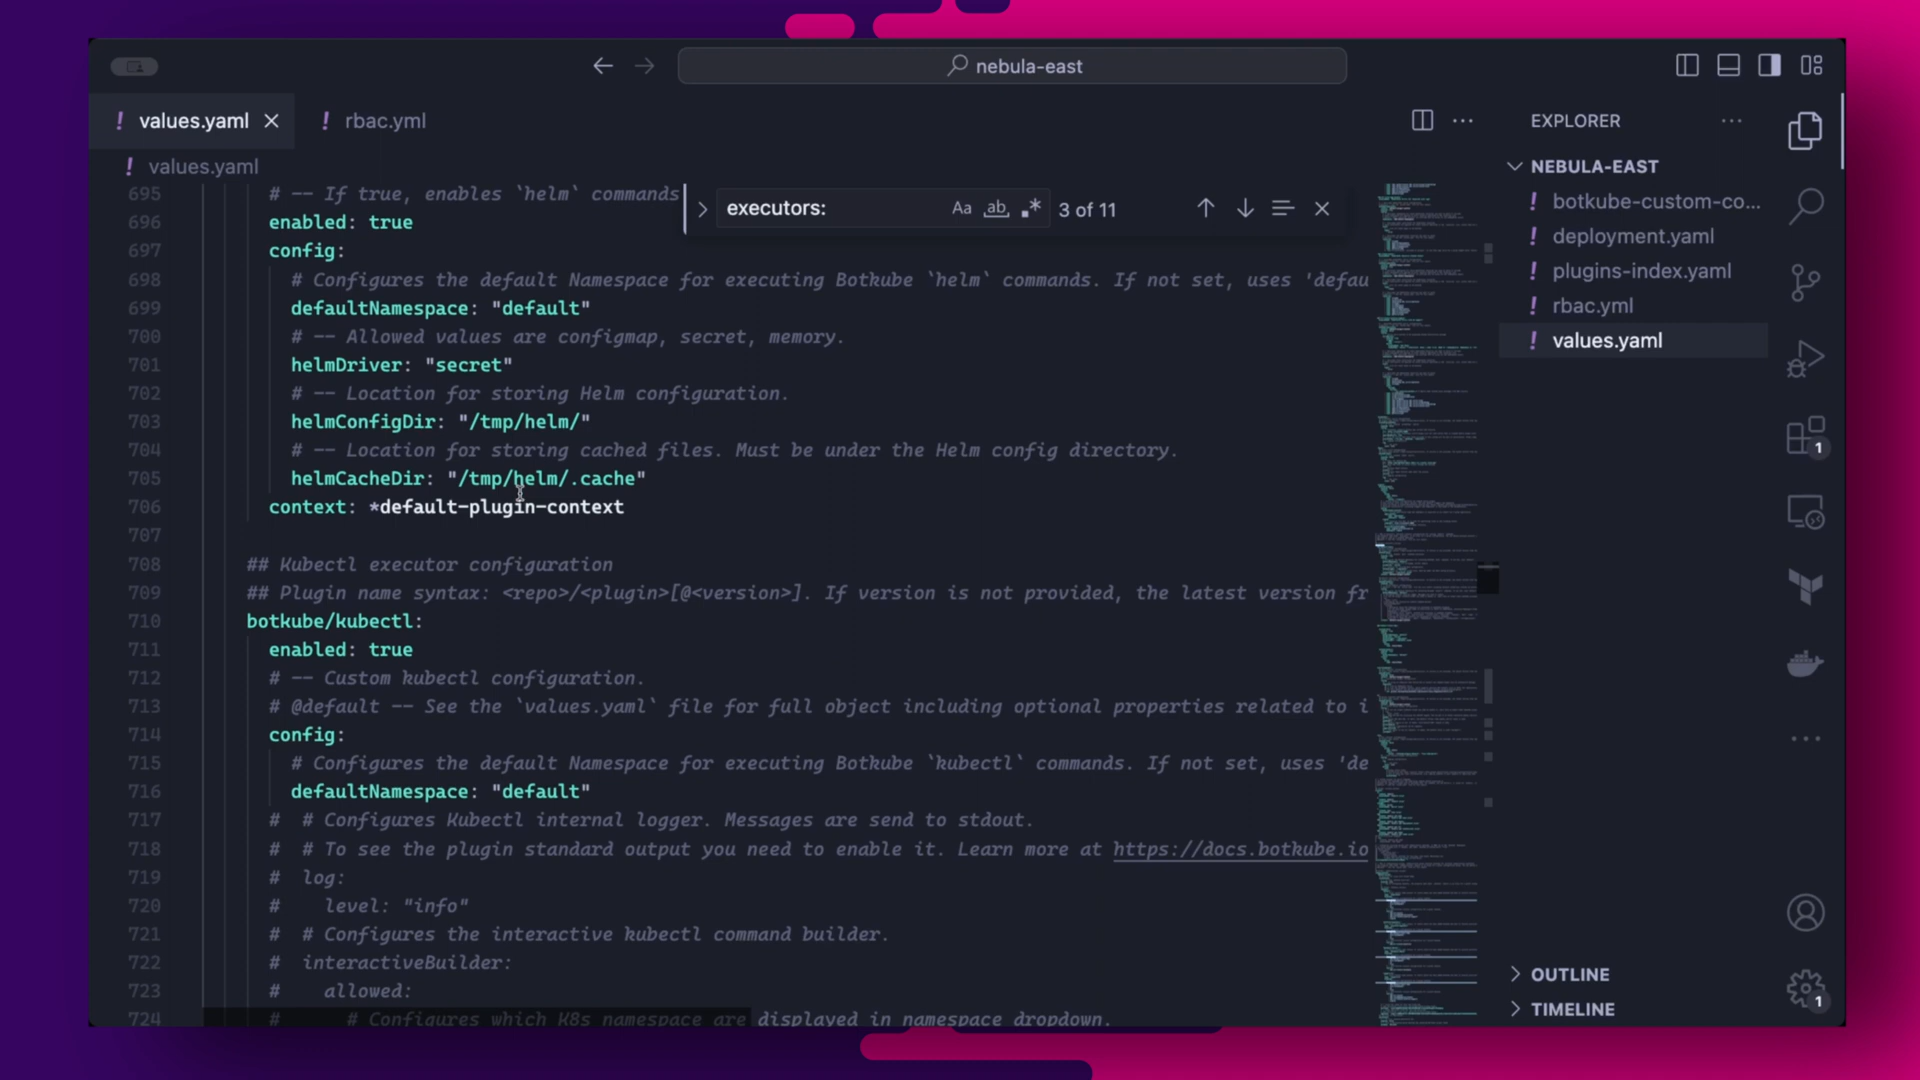 nebula-east
! values.yaml
! rbac.yml
! values.yaml
executors:
Aa
ab
3 of 11
695 # -- If true, enables `helm` commands
696 enabled: true
697 config:
698 # Configures the default Namespace for executing Botkube `helm` commands. If not set, uses 'defau
699 defaultNamespace: "default"
700 # -- Allowed values are configmap, secret, memory.
701 helmDriver: "secret"
702 # -- Location for storing Helm configuration.
703 helmConfigDir: "/tmp/helm/"
704 # -- Location for storing cached files. Must be under the Helm config directory.
705 helmCacheDir: "/tmp/helm/.cache"
706 context: *default-plugin-context
707
708 ## Kubectl executor configuration
709 ## Plugin name syntax: <repo>/<plugin>[@<version>]. If version is not provided, the latest version fr
710 botkube/kubectl:
711 enabled: true
712 # -- Custom kubectl configuration.
713 # @default -- See the `values.yaml` file for full object including optional properties related to i
714 config:
715 # Configures the default Namespace for executing Botkube `kubectl` commands. If not set, uses 'de
716 defaultNamespace: "default"
717 # # Configures Kubectl internal logger. Messages are send to stdout.
718 # # To see the plugin standard output you need to enable it. Learn more at https://docs.botkube.io
719 # log:
720 # level: "info"
721 # # Configures the interactive kubectl command builder.
722 # interactiveBuilder:
723 # allowed:
724 # # Configures which K8s namespace are displayed in namespace dropdown.
EXPLORER
NEBULA-EAST
! botkube-custom-co...
! deployment.yaml
! plugins-index.yaml
! rbac.yml
! values.yaml
OUTLINE
TIMELINE
1
1